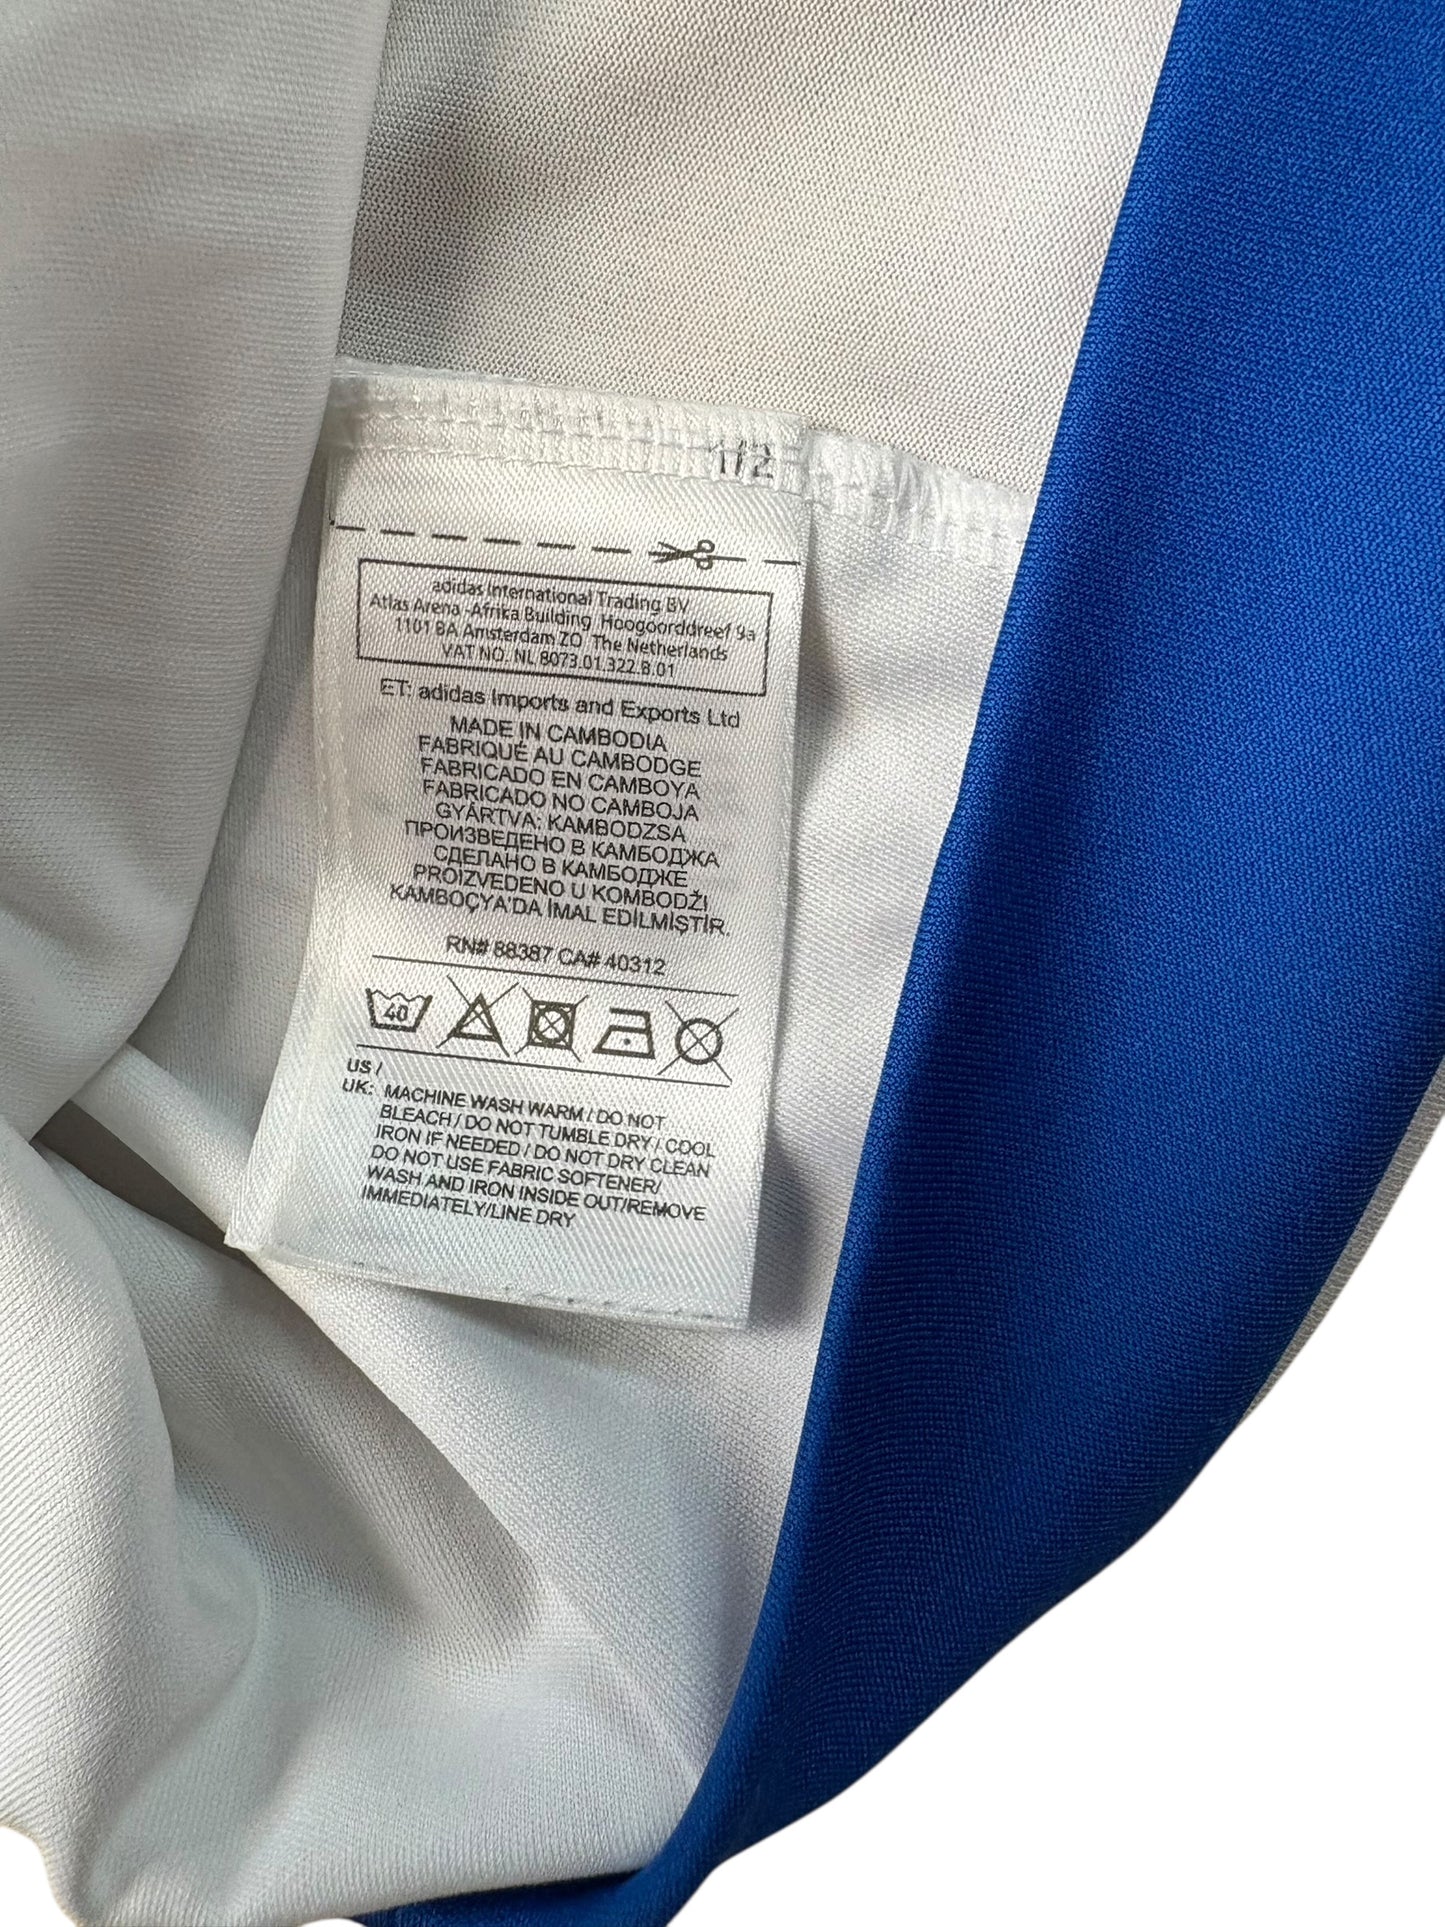 1/2
adidas International Trading BV
Atlas Arena -Afrika Building Hoogoorddreef 9a
1101 BA Amsterdam ZO The Netherlands
VAT NO. NL 8073.01.322.B.01
ET: adidas Imports and Exports Ltd
MADE IN CAMBODIA
FABRIQUÉ AU CAMBODGE
FABRICADO EN CAMBOYA
FABRICADO NO CAMBOJA
GYÁRTVA: KAMBODZSA
ПРОИЗВЕДЕНО В КАМБОДЖА
СДЕЛАНО В КАМБОДЖЕ
PROIZVEDENO U KOMBODŽI
KAMBOÇYA'DA İMAL EDİLMİŞTİR.
RN# 88387 CA# 40312
40
US /
UK: MACHINE WASH WARM / DO NOT
BLEACH / DO NOT TUMBLE DRY / COOL
IRON IF NEEDED / DO NOT DRY CLEAN
DO NOT USE FABRIC SOFTENER/
WASH AND IRON INSIDE OUT/REMOVE
IMMEDIATELY/LINE DRY